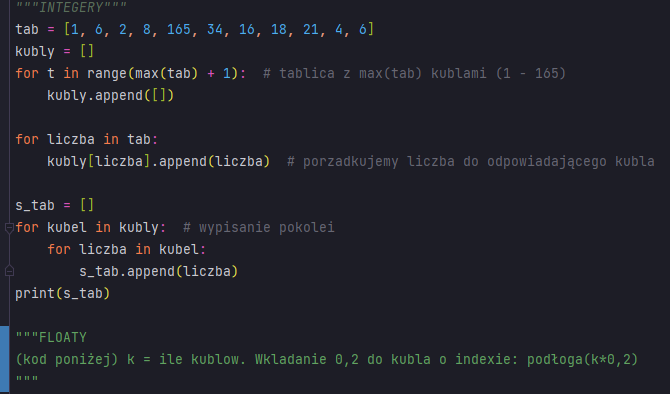 """INTEGERY"""
tab = [1, 6, 2, 8, 165, 34, 16, 18, 21, 4, 6]
kubly = []
for t in range(max(tab) + 1):  # tablica z max(tab) kublami (1 - 165)
    kubly.append([])
for liczba in tab:
    kubly[liczba].append(liczba)  # porzadkujemy liczba do odpowiadającego kubla
s_tab = []
for kubel in kubly:  # wypisanie pokolei
    for liczba in kubel:
        s_tab.append(liczba)
print(s_tab)
"""FLOATY
(kod poniżej) k = ile kublow. Wkladanie 0,2 do kubla o indexie: podłoga(k*0,2)
"""